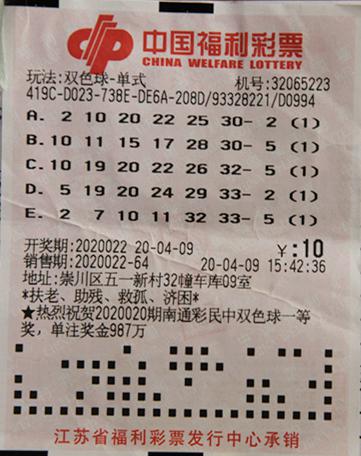 中国福利彩票
CHINA WELFARE LOTTERY
玩法:双色球-单式 机号:32065223
419C-D023-738E-DE6A-208D/93328221/D0994
A. 2 10 20 22 25 30- 2 (1)
B. 10 11 15 17 28 30- 5 (1)
C. 10 19 20 22 26 32- 5 (1)
D. 5 19 20 24 29 33- 2 (1)
E. 2 7 10 11 32 33- 5 (1)
开奖期:2020022 20-04-09 ¥:10
销售期:2020022-64 20-04-09 15:42:36
地址:崇川区五一新村32幢车库09室
*扶老、助残、救孤、济困*
★热烈祝贺2020020期南通彩民中双色球一等
奖,单注奖金987万
江苏省福利彩票发行中心承销